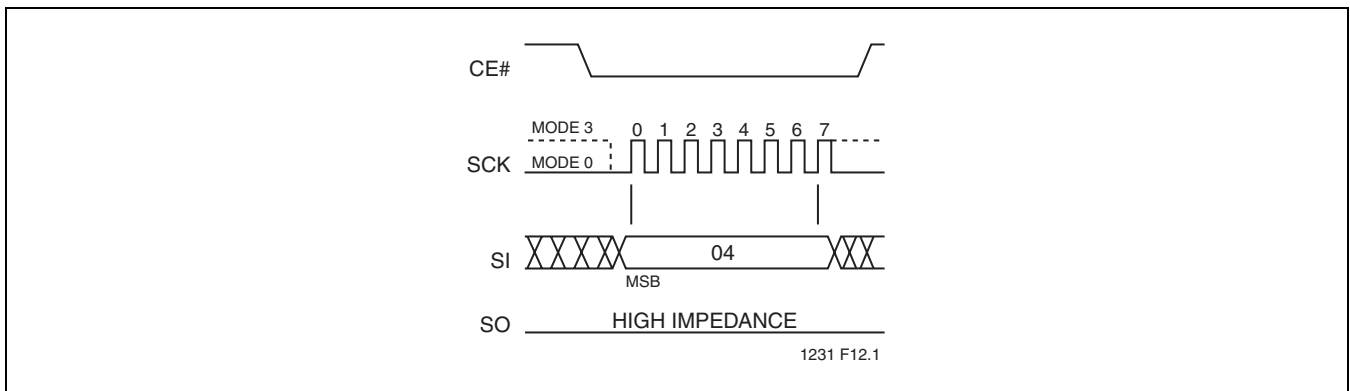 CE#
MODE 3
0 1 2 3 4 5 6 7
SCK
MODE 0
SI
04
MSB
SO
HIGH IMPEDANCE
1231 F12.1